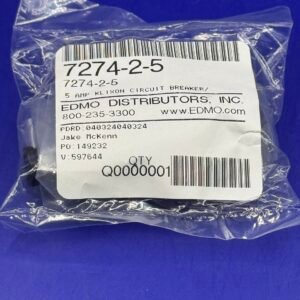 7274-2-5
7274-2-5
5 AMP KLIXON CIRCUIT BREAKER/
EDMO DISTRIBUTORS, INC.
800-235-3300 www.EDMO.com
PDRD:040324040324
Jake McKenn
PO:149232
V:597644
QTY
Q0000001